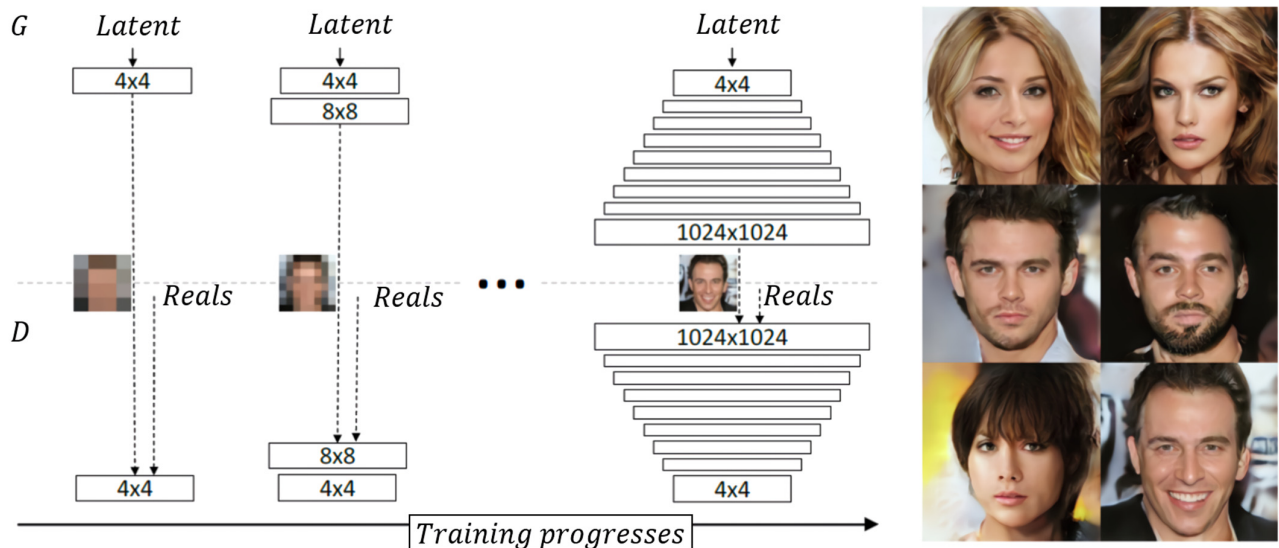 G
Latent
Latent
Latent
4x4
4x4
4x4
8x8
1024x1024
Reals
Reals
Reals
D
1024x1024
8x8
4x4
4x4
4x4
Training progresses